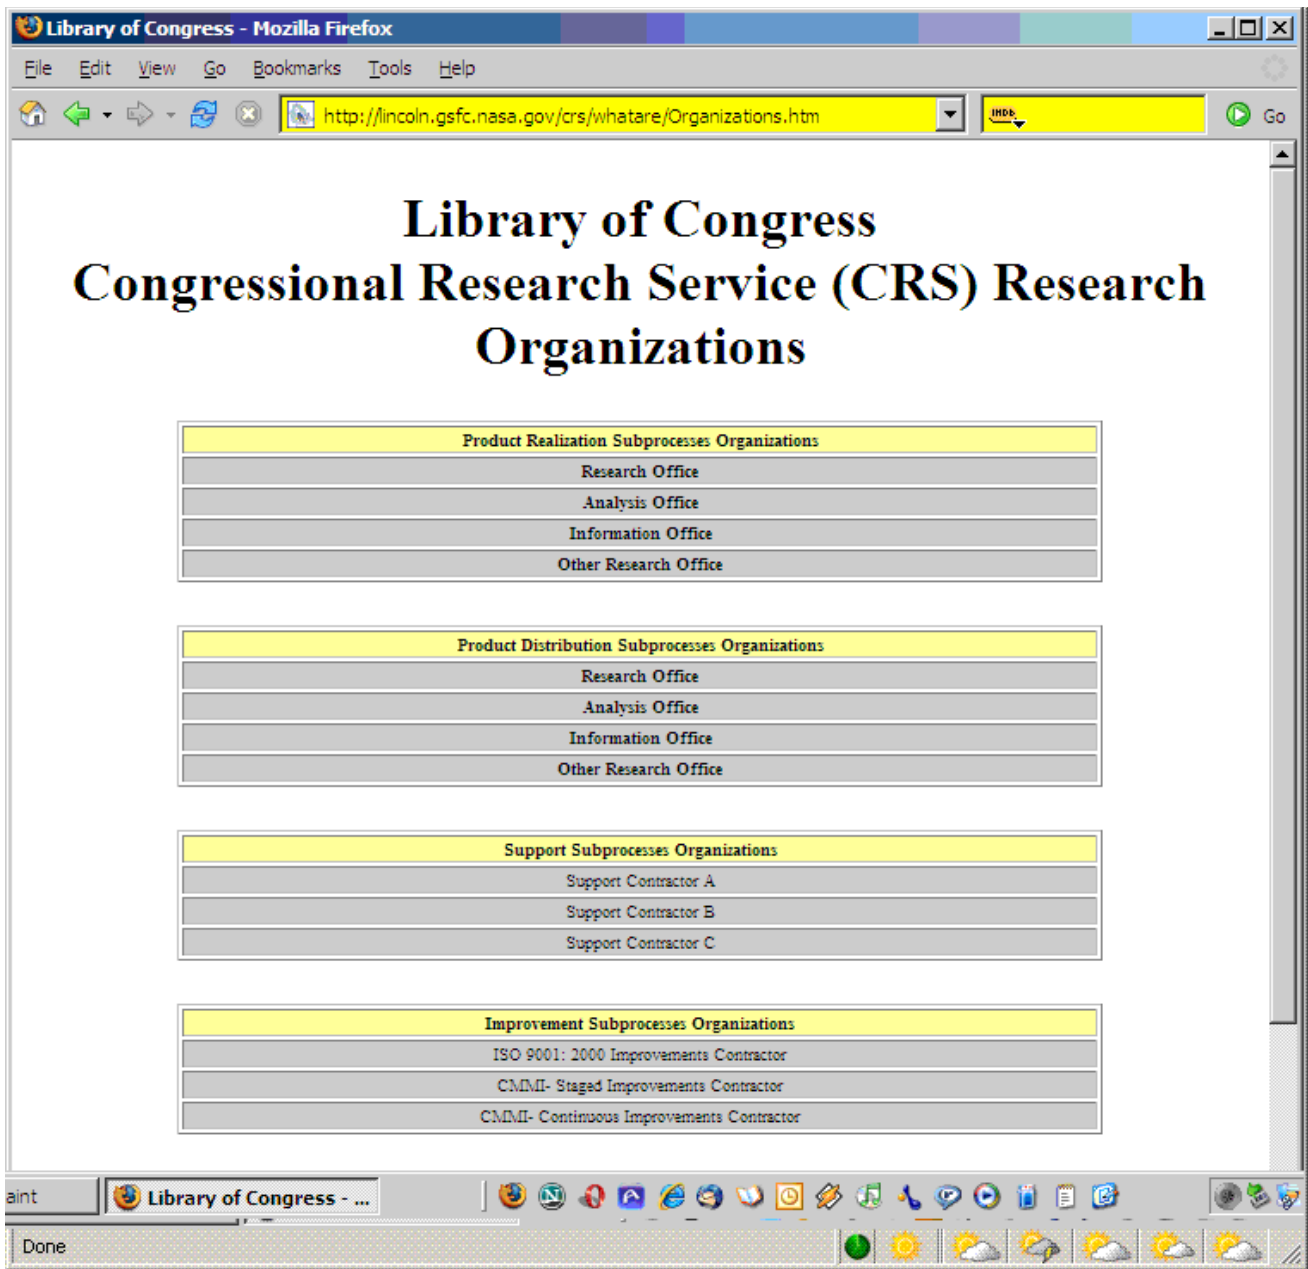 Library of Congress - Mozilla Firefox
File Edit View Go Bookmarks Tools Help
http://lincoln.gsfc.nasa.gov/crs/whatare/Organizations.htm IMDb Go
Library of Congress
Congressional Research Service (CRS) Research
Organizations
Product Realization Subprocesses Organizations
Research Office
Analysis Office
Information Office
Other Research Office
Product Distribution Subprocesses Organizations
Research Office
Analysis Office
Information Office
Other Research Office
Support Subprocesses Organizations
Support Contractor A
Support Contractor B
Support Contractor C
Improvement Subprocesses Organizations
ISO 9001: 2000 Improvements Contractor
CMMI- Staged Improvements Contractor
CMMI- Continuous Improvements Contractor
aint Library of Congress - ...
Done